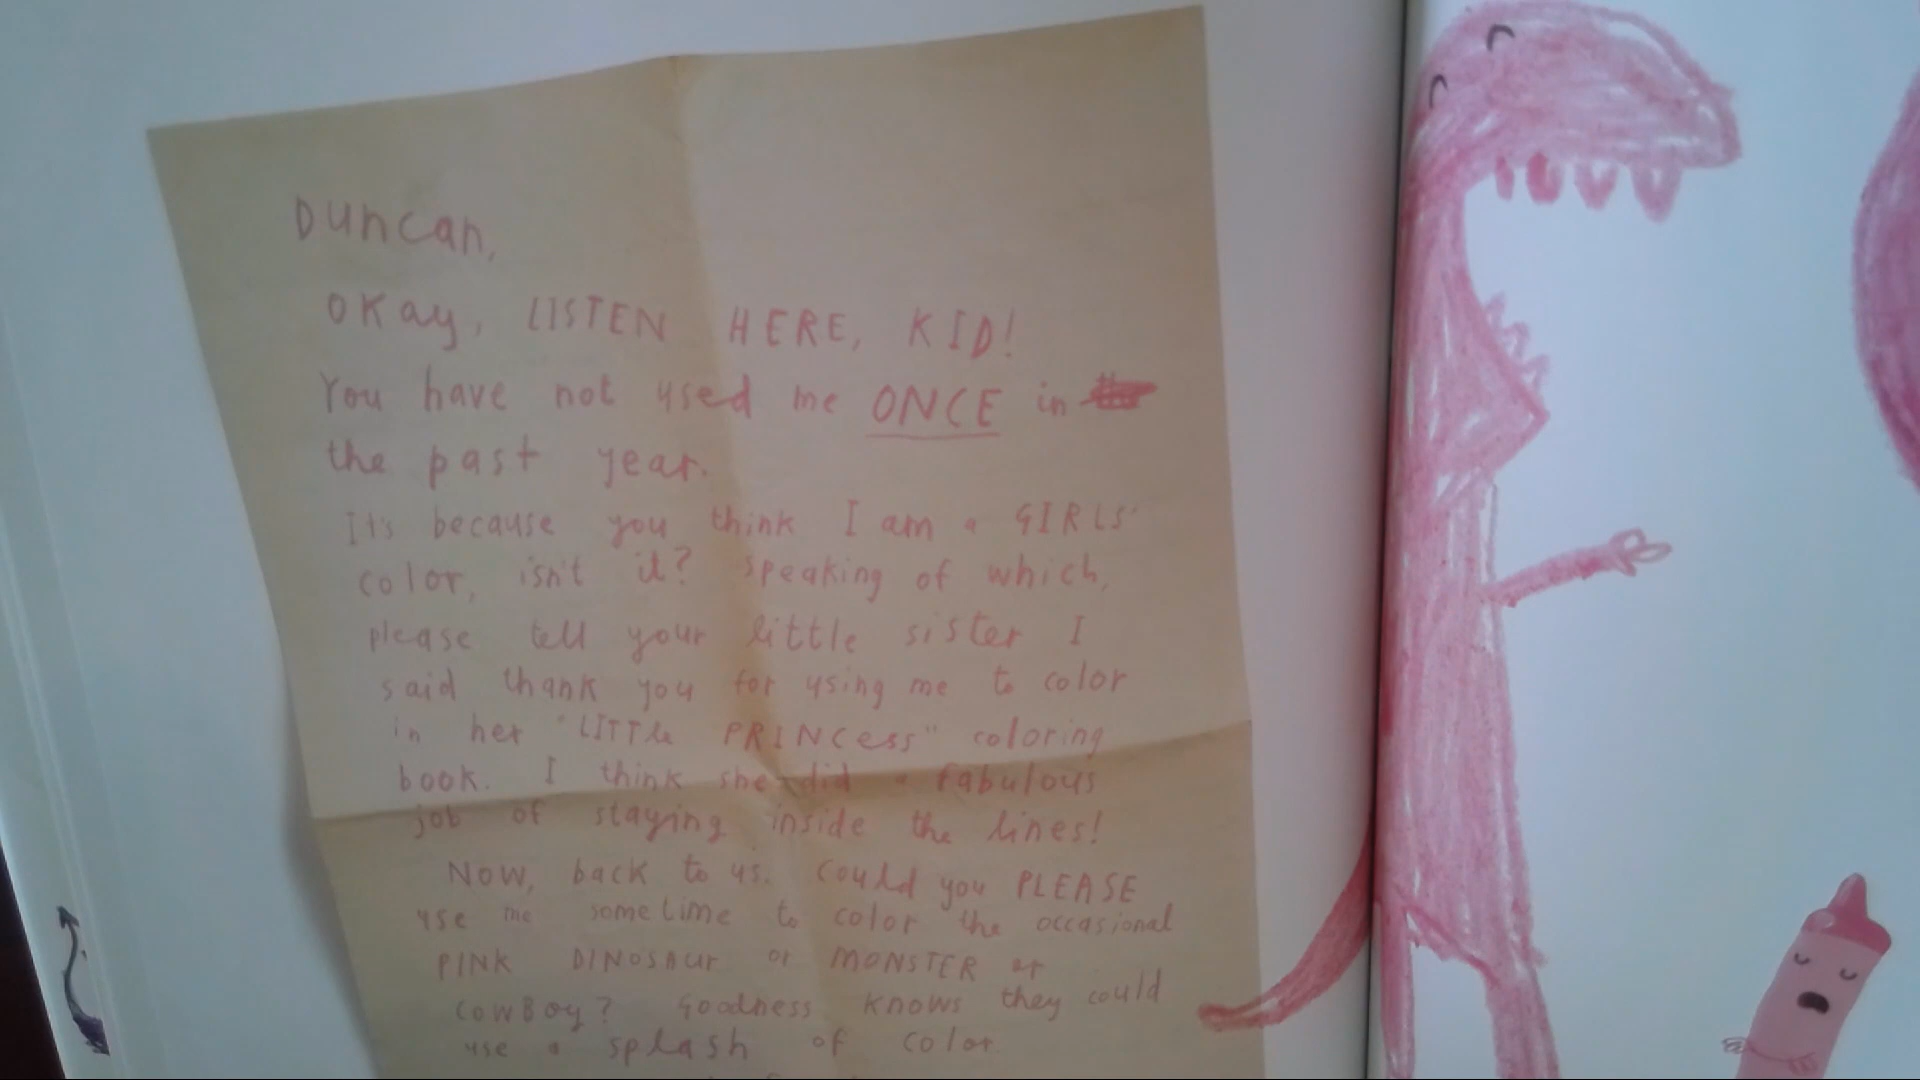 Duncan,
Okay, LISTEN HERE, KID!
You have not used me ONCE in
the past year.
It's because you think I am a GIRLS'
color, isn't it? Speaking of which,
please tell your little sister I
said thank you for using me to color
in her "LITTLe PRINCess" coloring
book. I think she did a fabulous
job of staying inside the lines!
Now, back to us. Could you PLEASE
use me sometime to color the occasional
PINK DINOSAUr or MONSTER or
COWBOY? Goodness knows they could
use a splash of color